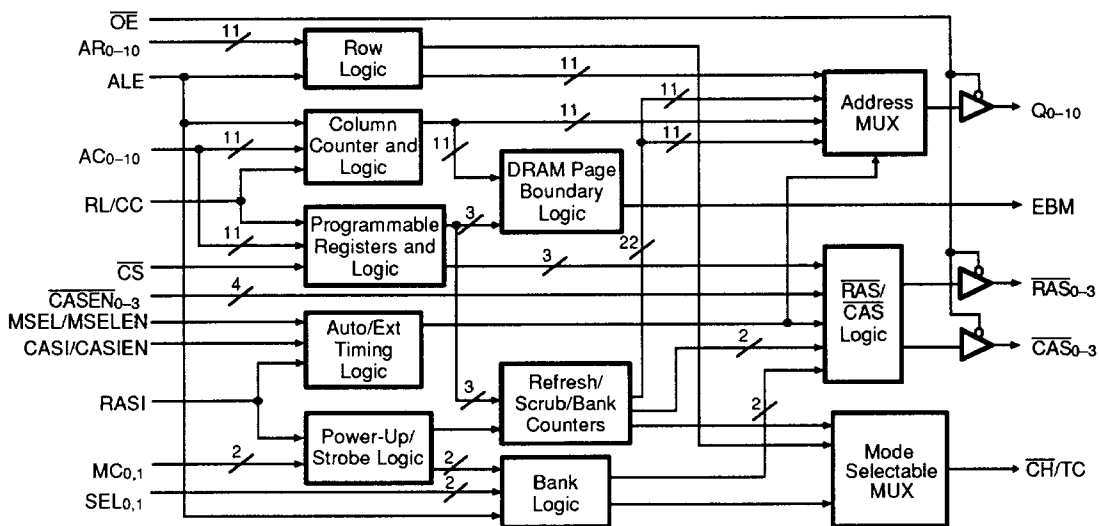 OE
AR0–10
ALE
AC0–10
RL/CC
CS
CASEN0–3
MSEL/MSELEN
CASI/CASIEN
RASI
MC0,1
SEL0,1
11
11
11
4
2
2
Row
Logic
Column
Counter and
Logic
Programmable
Registers and
Logic
Auto/Ext
Timing
Logic
Power-Up/
Strobe Logic
11
11
11
11
11
3
22
3
3
2
2
2
DRAM Page
Boundary
Logic
Refresh/
Scrub/Bank
Counters
Bank
Logic
Address
MUX
RAS/
CAS
Logic
Mode
Selectable
MUX
Q0–10
EBM
RAS0–3
CAS0–3
CH/TC